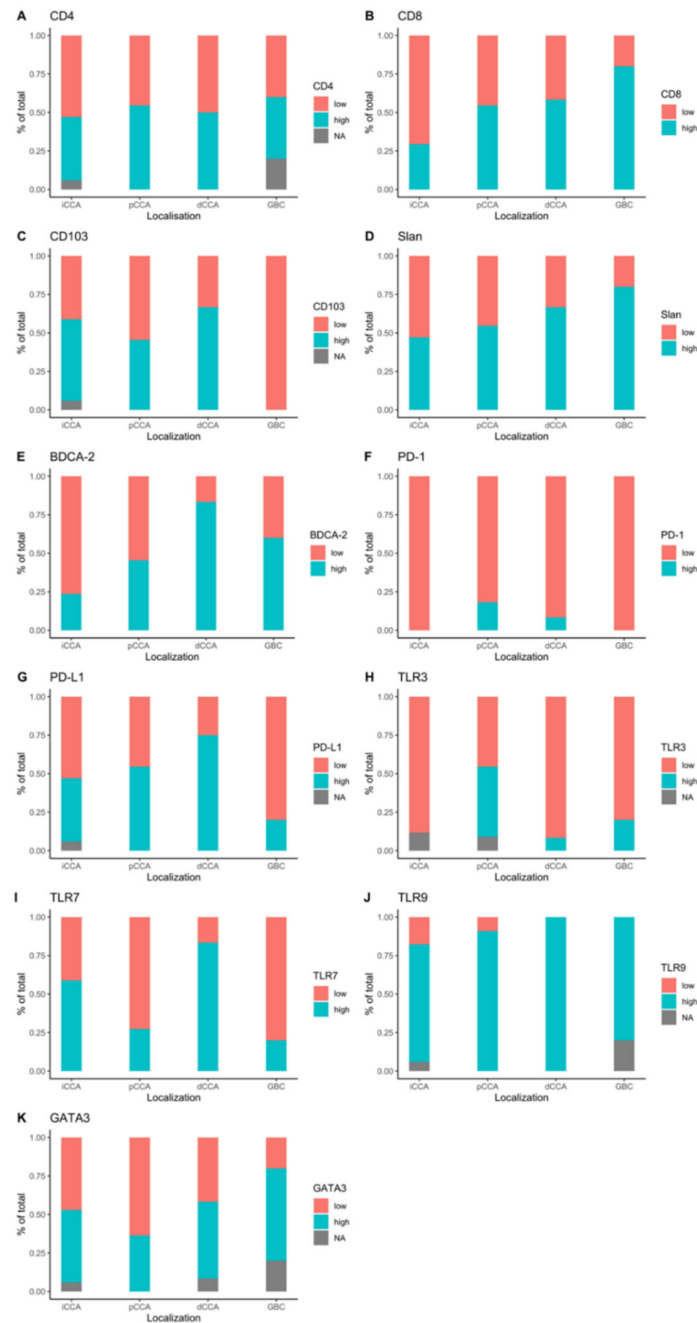 A CD4
1.00
0.75
0.50
0.25
0.00
% of total
iCCA pCCA dCCA GBC
Localisation
CD4
low
high
NA
B CD8
1.00
0.75
0.50
0.25
0.00
% of total
iCCA pCCA dCCA GBC
Localization
CD8
low
high
C CD103
1.00
0.75
0.50
0.25
0.00
% of total
iCCA pCCA dCCA GBC
Localization
CD103
low
high
NA
D Slan
1.00
0.75
0.50
0.25
0.00
% of total
iCCA pCCA dCCA GBC
Localization
Slan
low
high
E BDCA-2
1.00
0.75
0.50
0.25
0.00
% of total
iCCA pCCA dCCA GBC
Localization
BDCA-2
low
high
F PD-1
1.00
0.75
0.50
0.25
0.00
% of total
iCCA pCCA dCCA GBC
Localization
PD-1
low
high
G PD-L1
1.00
0.75
0.50
0.25
0.00
% of total
iCCA pCCA dCCA GBC
Localization
PD-L1
low
high
NA
H TLR3
1.00
0.75
0.50
0.25
0.00
% of total
iCCA pCCA dCCA GBC
Localization
TLR3
low
high
NA
I TLR7
1.00
0.75
0.50
0.25
0.00
% of total
iCCA pCCA dCCA GBC
Localization
TLR7
low
high
J TLR9
1.00
0.75
0.50
0.25
0.00
% of total
iCCA pCCA dCCA GBC
Localization
TLR9
low
high
NA
K GATA3
1.00
0.75
0.50
0.25
0.00
% of total
iCCA pCCA dCCA GBC
Localization
GATA3
low
high
NA